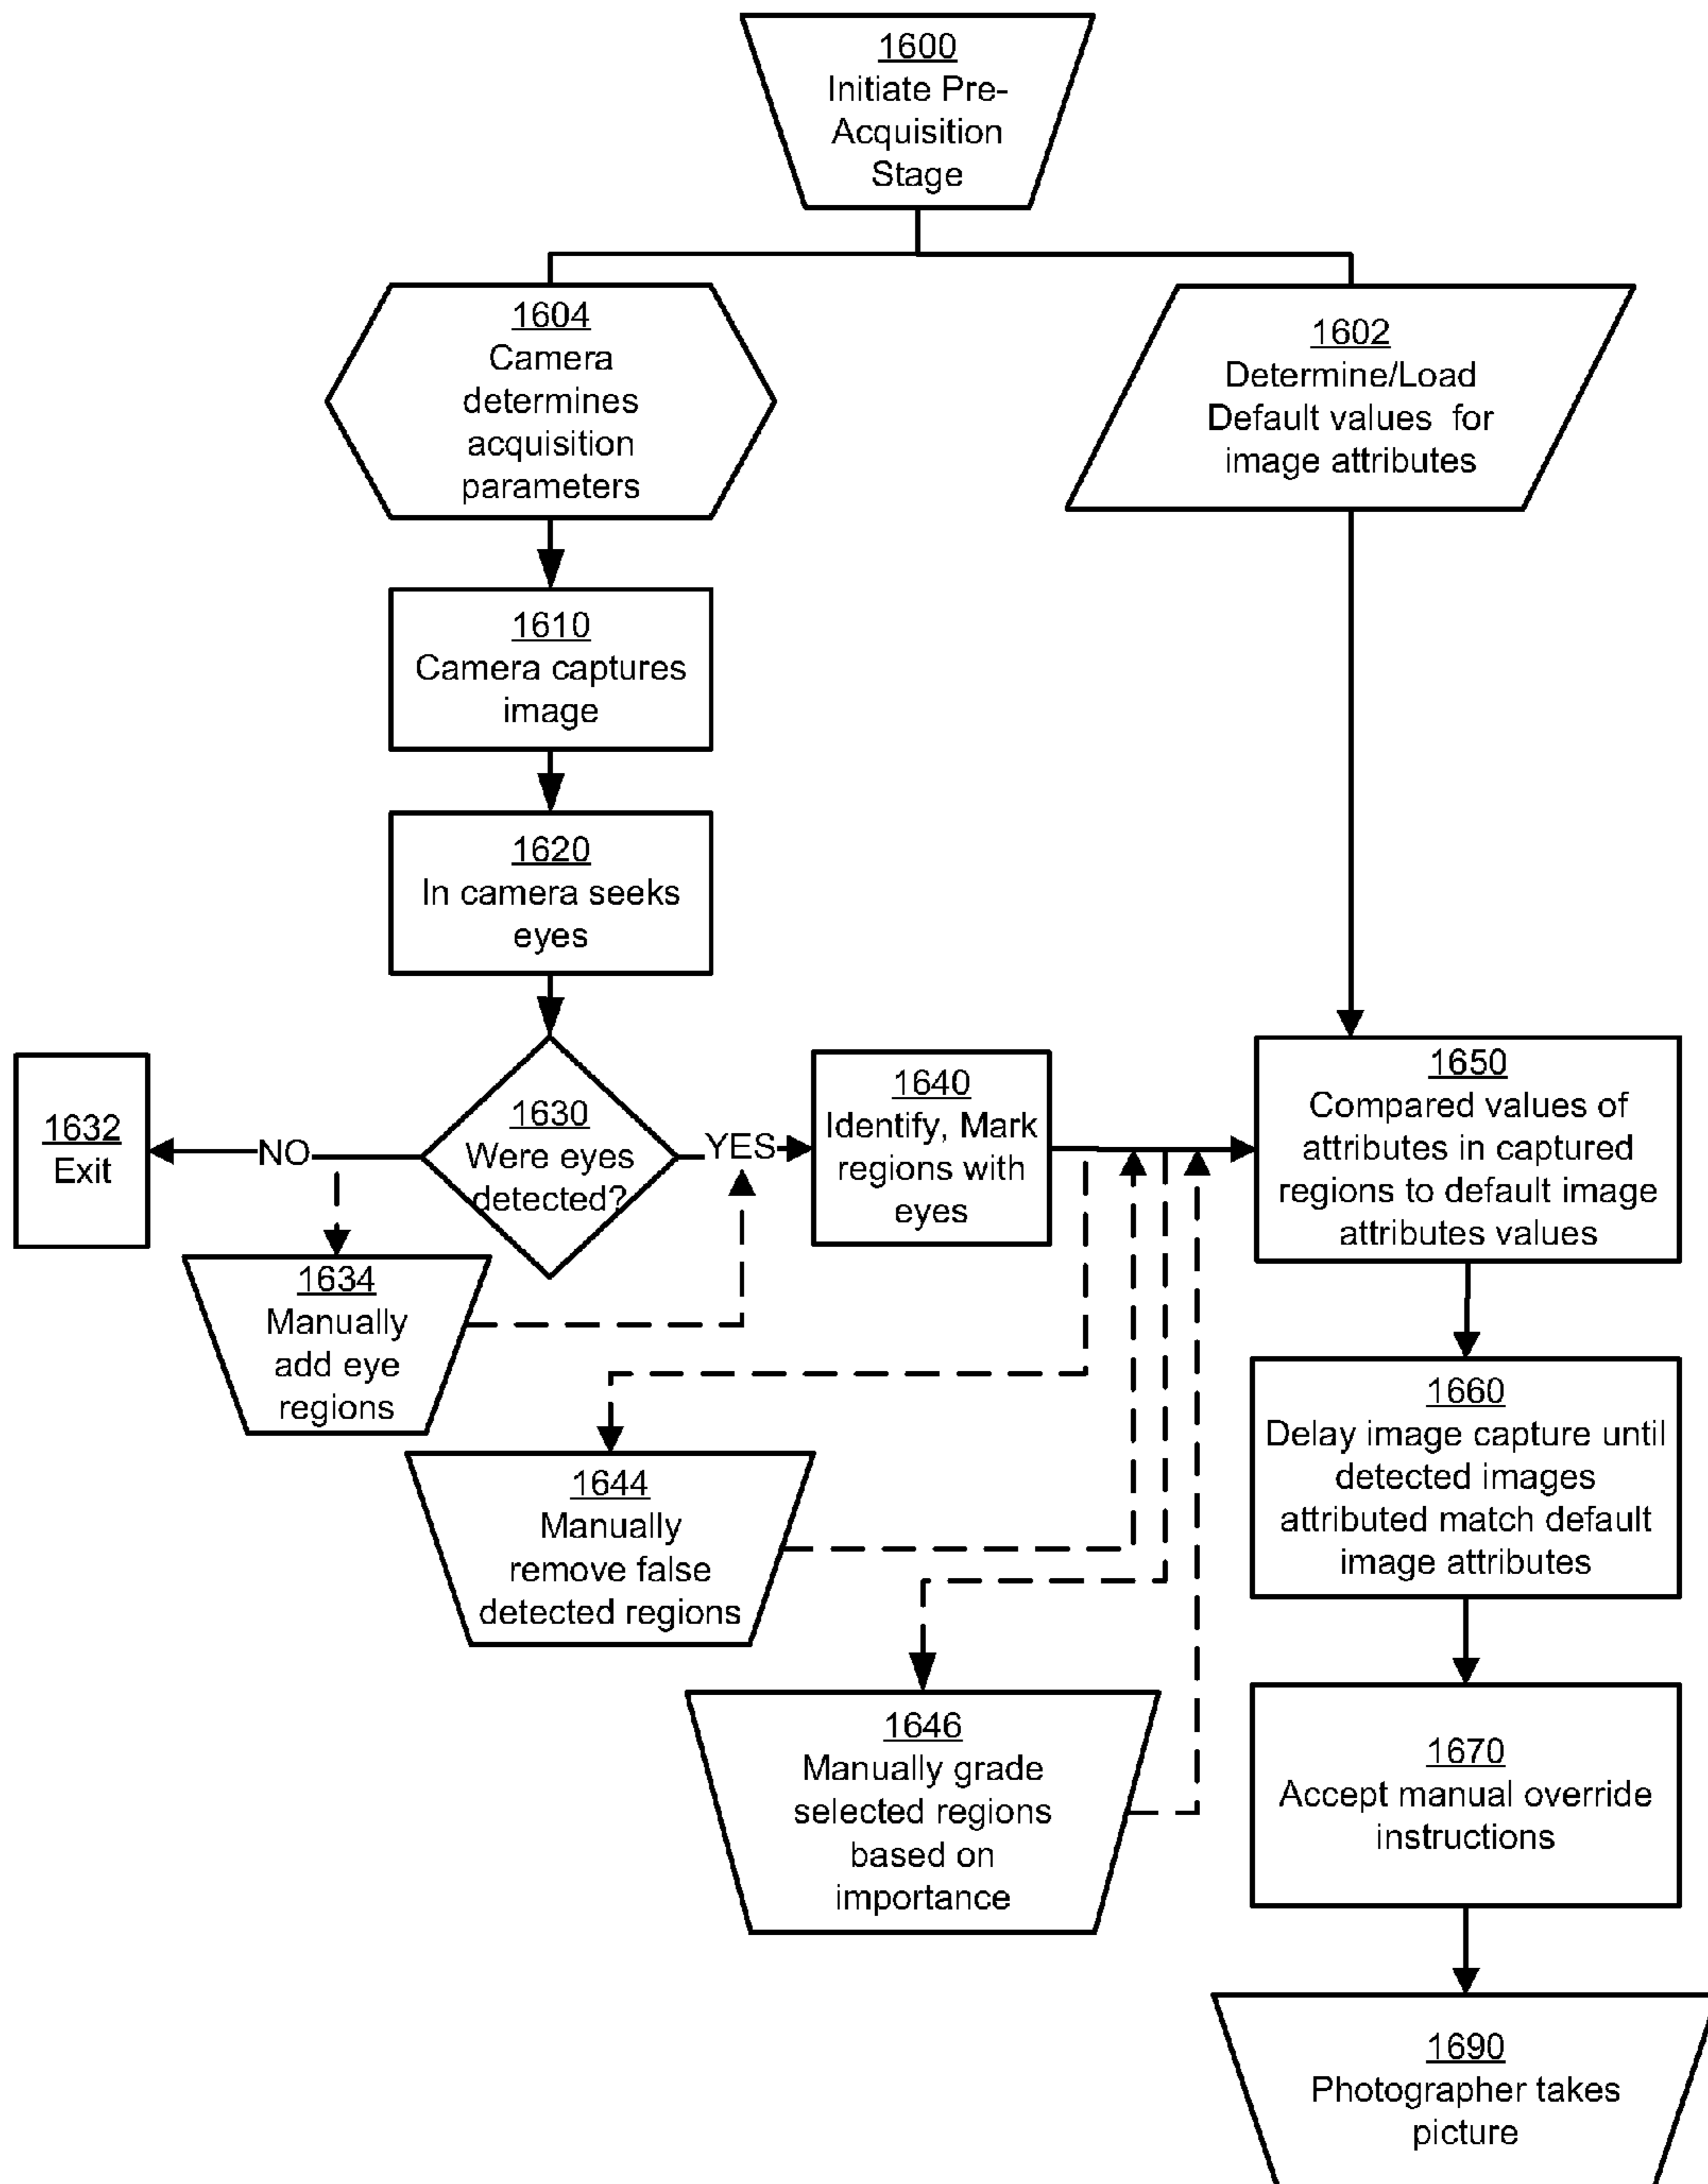 1600
Initiate Pre-
Acquisition
Stage
1604
Camera
determines
acquisition
parameters
1602
Determine/Load
Default values for
image attributes
1610
Camera captures
image
1620
In camera seeks
eyes
1630
Were eyes
detected?
NO
YES
1632
Exit
1634
Manually
add eye
regions
1640
Identify, Mark
regions with
eyes
1644
Manually
remove false
detected regions
1646
Manually grade
selected regions
based on
importance
1650
Compared values of
attributes in captured
regions to default image
attributes values
1660
Delay image capture until
detected images
attributed match default
image attributes
1670
Accept manual override
instructions
1690
Photographer takes
picture